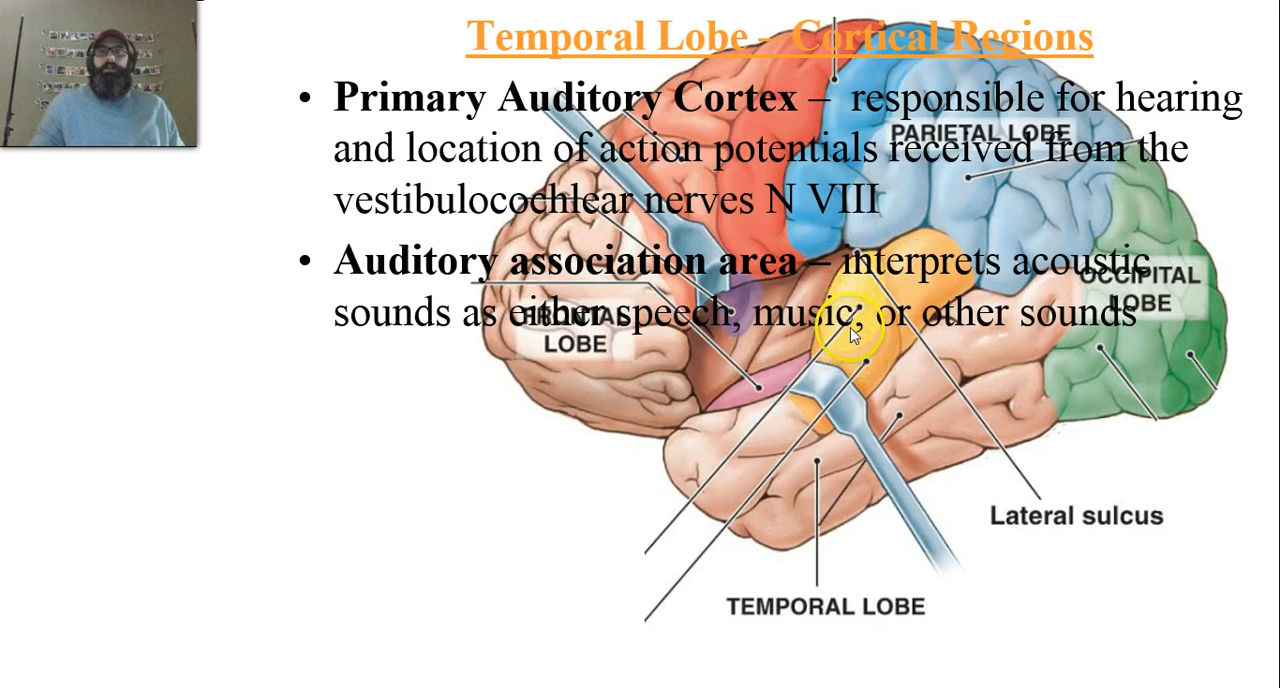 Temporal Lobe – Cortical Regions
• Primary Auditory Cortex – responsible for hearing
and location of action potentials received from the
vestibulocochlear nerves N VIII
• Auditory association area – interprets acoustic
sounds as either speech, music, or other sounds
PARIETAL LOBE
OCCIPITAL
LOBE
FRONTAL
LOBE
Lateral sulcus
TEMPORAL LOBE